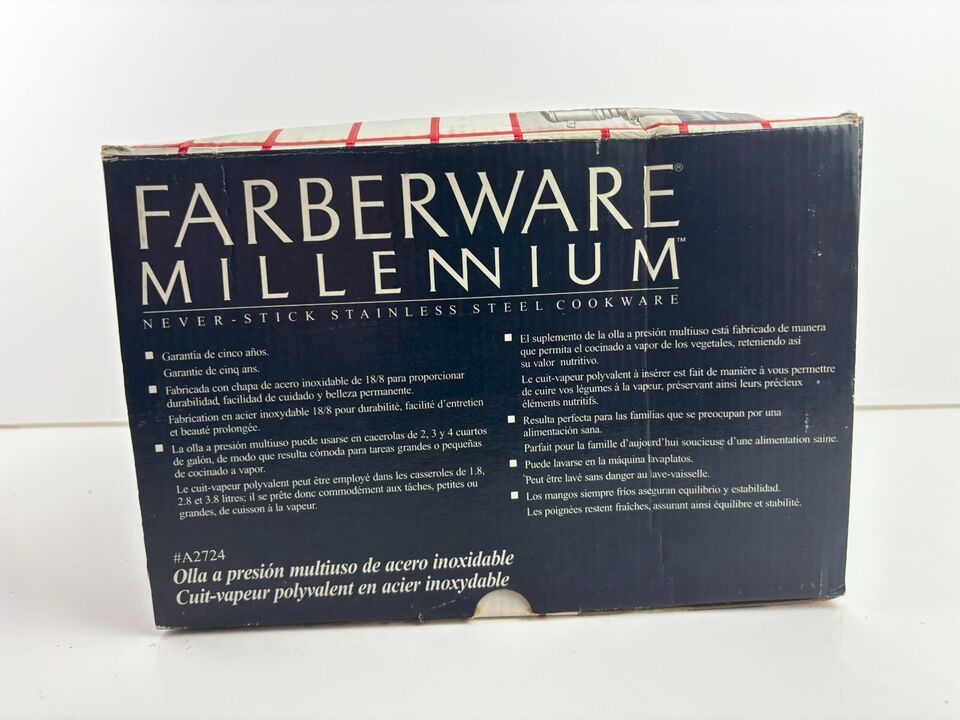 FARBERWARE®
MILLENNIUM™
NEVER-STICK STAINLESS STEEL COOKWARE
■ Garantía de cinco años.
Garantie de cinq ans.
■ Fabricada con chapa de acero inoxidable de 18/8 para proporcionar
durabilidad, facilidad de cuidado y belleza permanente.
Fabrication en acier inoxydable 18/8 pour durabilité, facilité d'entretien
et beauté prolongée.
■ La olla a presión multiuso puede usarse en cacerolas de 2, 3 y 4 cuartos
de galón, de modo que resulta cómoda para tareas grandes o pequeñas
de cocinado a vapor.
Le cuit-vapeur polyvalent peut être employé dans les casseroles de 1.8,
2.8 et 3.8 litres; il se prête donc commodément aux tâches, petites ou
grandes, de cuisson à la vapeur.
■ El suplemento de la olla a presión multiuso está fabricado de manera
que permita el cocinado a vapor de los vegetales, reteniendo así
su valor nutritivo.
Le cuit-vapeur polyvalent à insérer est fait de manière à vous permettre
de cuire vos légumes à la vapeur, préservant ainsi leurs précieux
éléments nutritifs.
■ Resulta perfecta para las familias que se preocupan por una
alimentación sana.
Parfait pour la famille d'aujourd'hui soucieuse d'une alimentation saine.
■ Puede lavarse en la máquina lavaplatos.
Peut être lavé sans danger au lave-vaisselle.
■ Los mangos siempre frios aseguran equilibrio y estabilidad.
Les poignées restent fraîches, assurant ainsi équilibre et stabilité.
#A2724
Olla a presión multiuso de acero inoxidable
Cuit-vapeur polyvalent en acier inoxydable